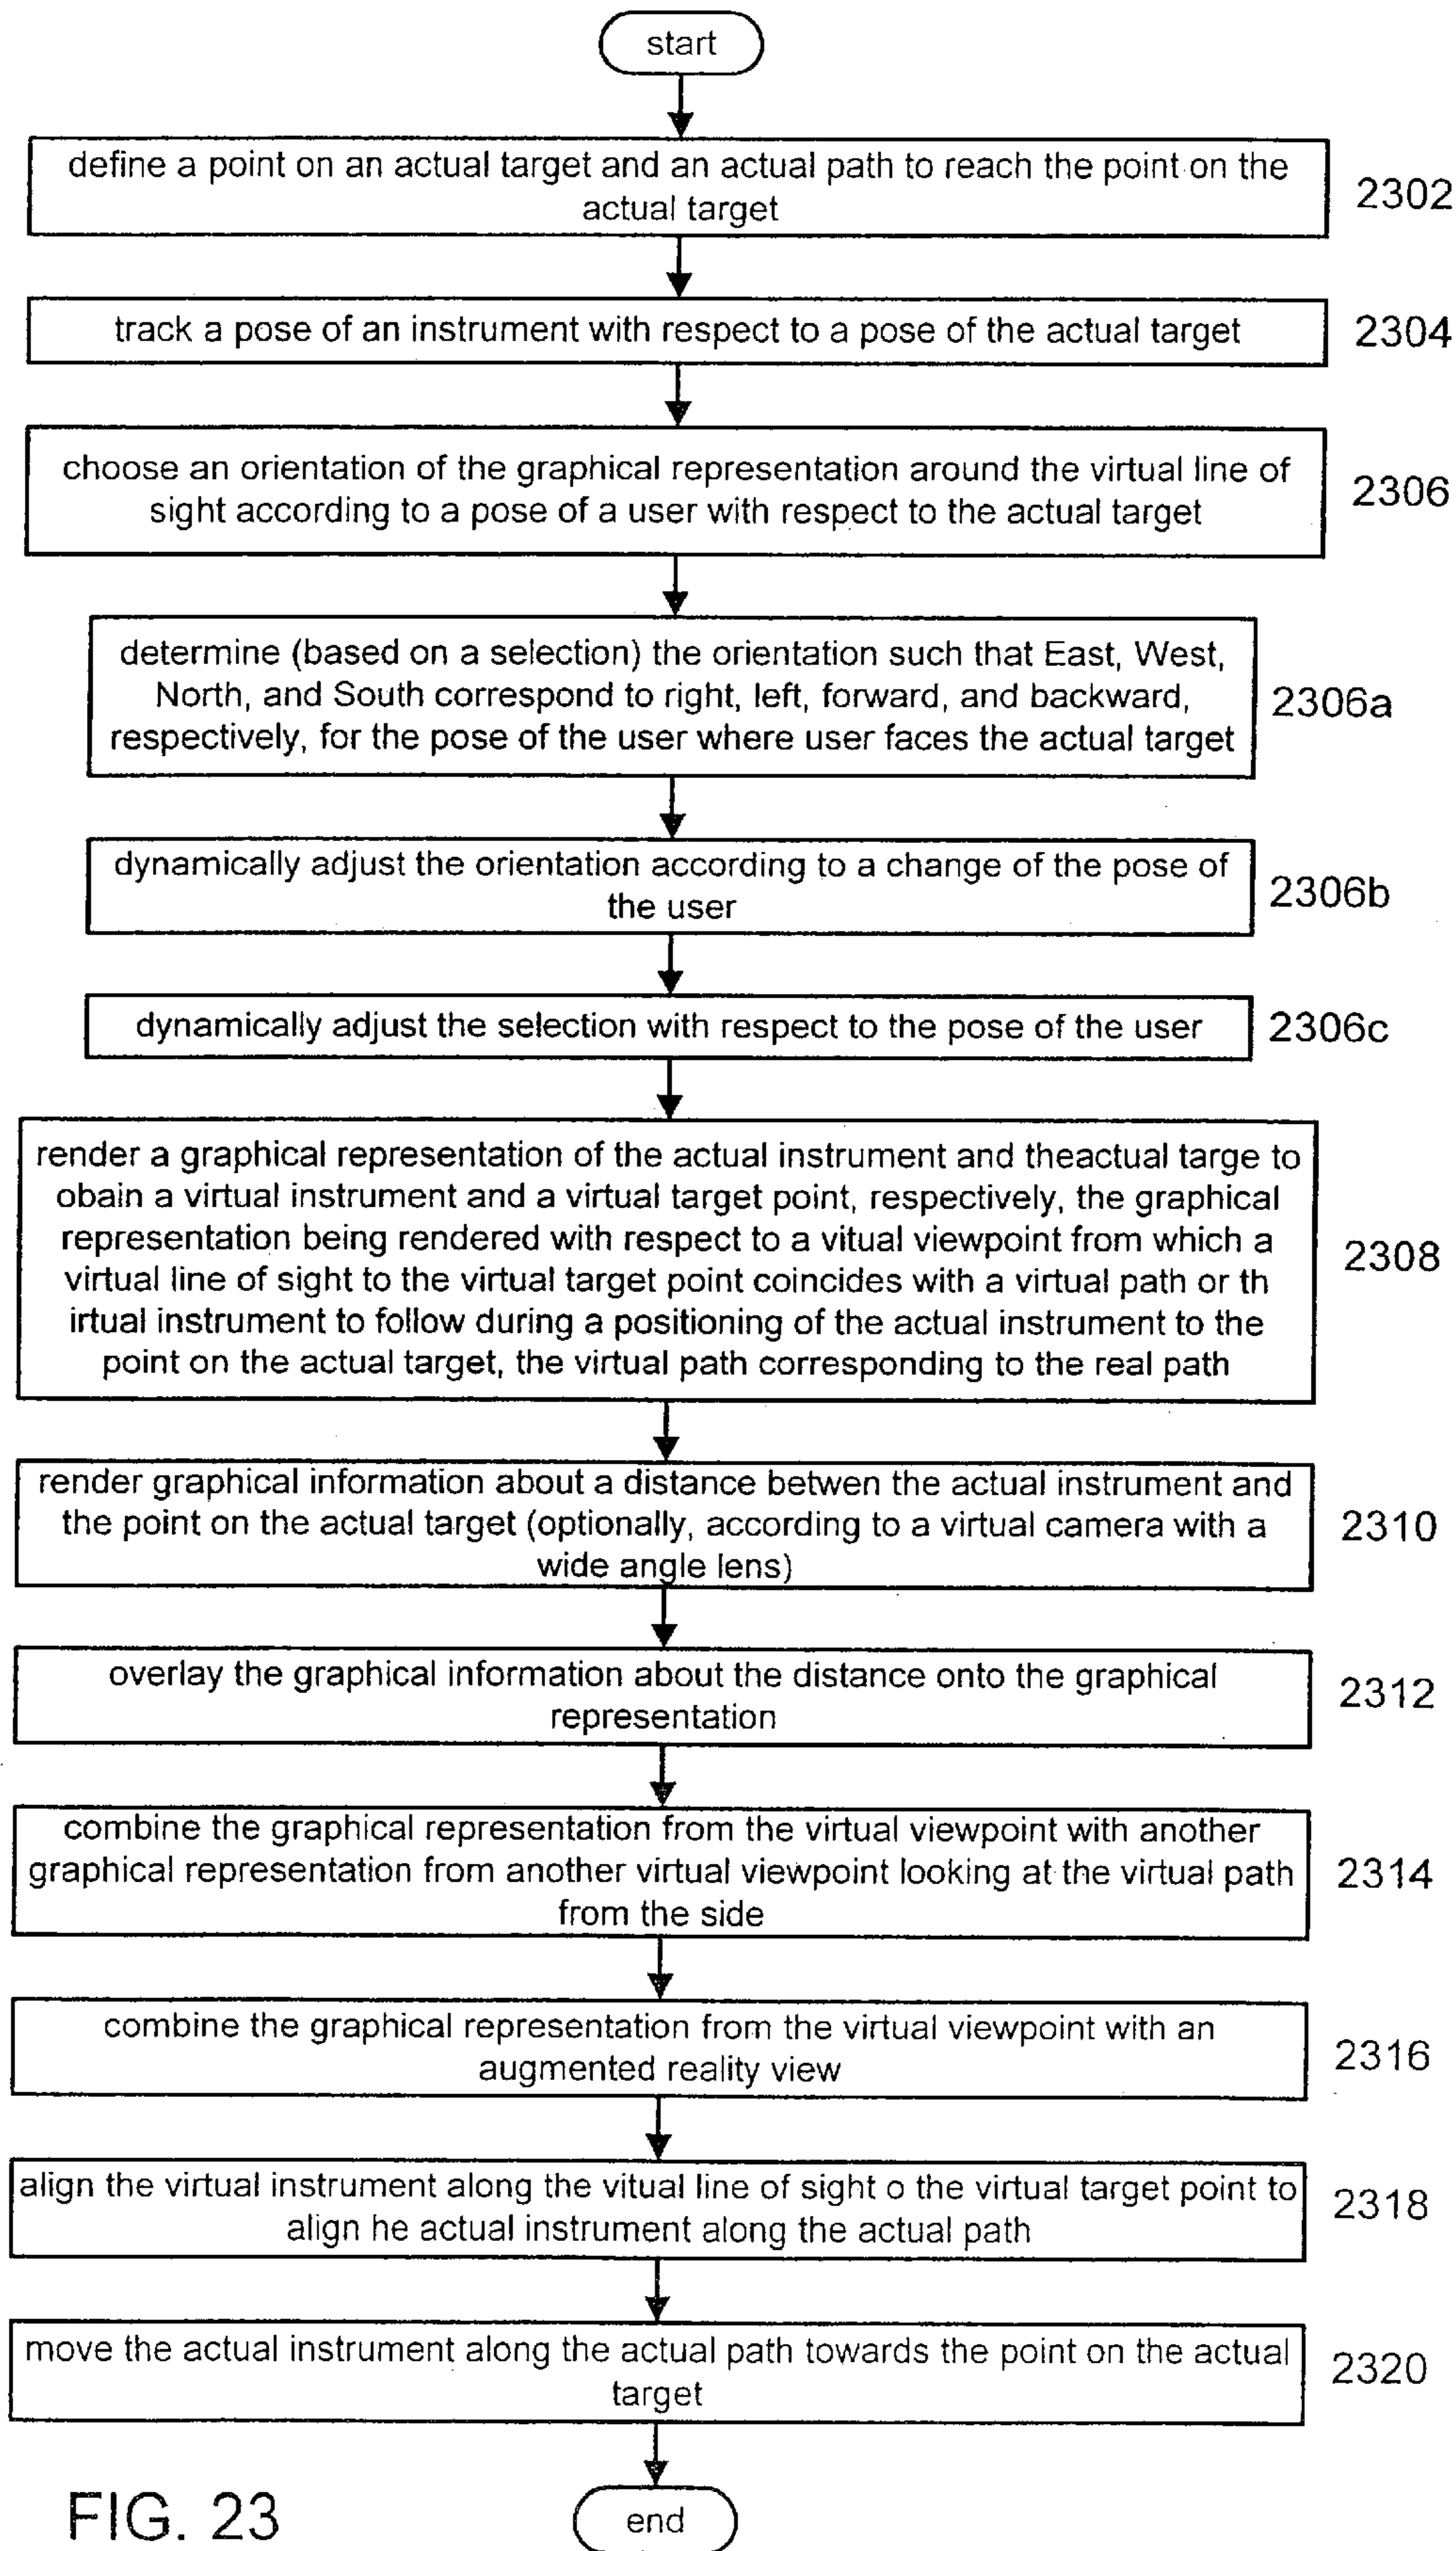 start
define a point on an actual target and an actual path to reach the point on the
actual target
2302
track a pose of an instrument with respect to a pose of the actual target
2304
choose an orientation of the graphical representation around the virtual line of
sight according to a pose of a user with respect to the actual target
2306
determine (based on a selection) the orientation such that East, West,
North, and South correspond to right, left, forward, and backward,
respectively, for the pose of the user where user faces the actual target
2306a
dynamically adjust the orientation according to a change of the pose of
the user
2306b
dynamically adjust the selection with respect to the pose of the user
2306c
render a graphical representation of the actual instrument and theactual targe to
obain a virtual instrument and a virtual target point, respectively, the graphical
representation being rendered with respect to a vitual viewpoint from which a
virtual line of sight to the virtual target point coincides with a virtual path or th
irtual instrument to follow during a positioning of the actual instrument to the
point on the actual target, the virtual path corresponding to the real path
2308
render graphical information about a distance betwen the actual instrument and
the point on the actual target (optionally, according to a virtual camera with a
wide angle lens)
2310
overlay the graphical information about the distance onto the graphical
representation
2312
combine the graphical representation from the virtual viewpoint with another
graphical representation from another virtual viewpoint looking at the virtual path
from the side
2314
combine the graphical representation from the virtual viewpoint with an
augmented reality view
2316
align the virtual instrument along the vitual line of sight o the virtual target point to
align he actual instrument along the actual path
2318
move the actual instrument along the actual path towards the point on the actual
target
2320
end
FIG. 23